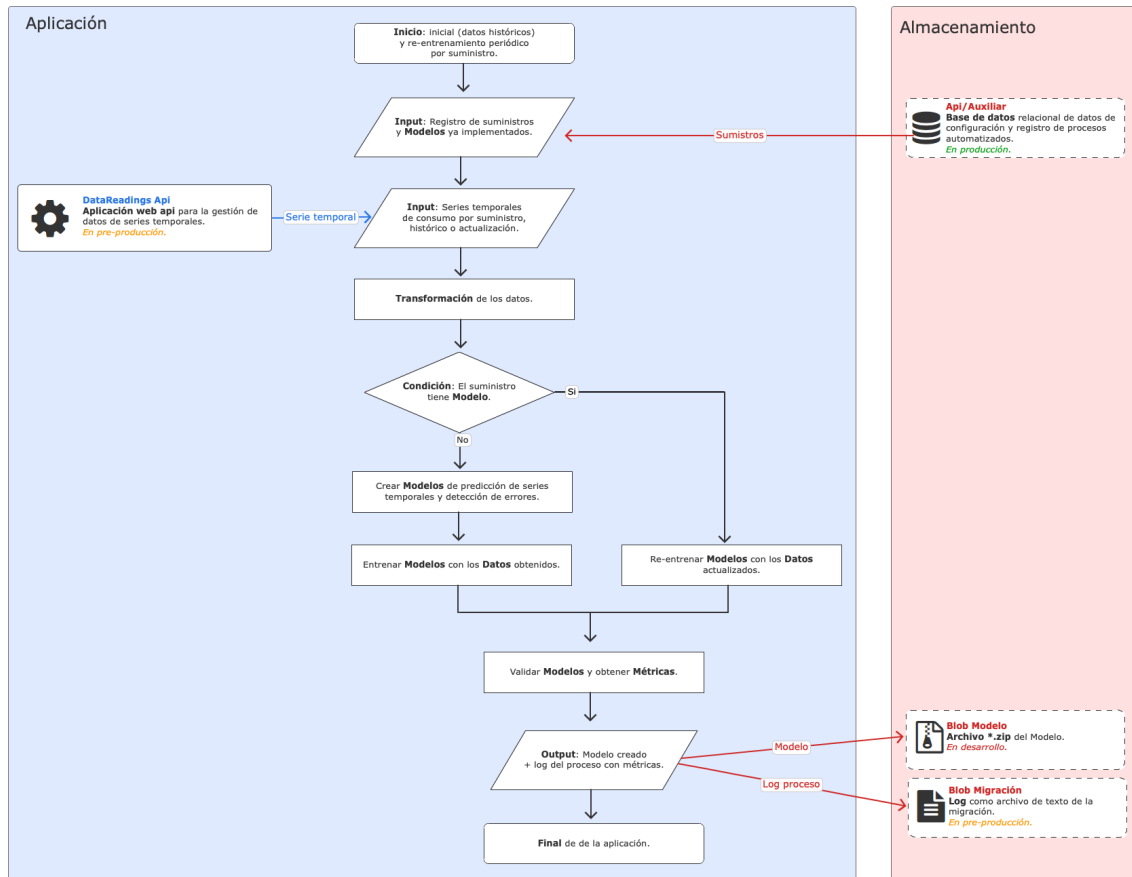 Aplicación
Almacenamiento
Inicio: inicial (datos históricos)
y re-entrenamiento periódico
por suministro.
Input: Registro de suministros
y Modelos ya implementados.
Sumistros
Api/Auxiliar
Base de datos relacional de datos de
configuración y registro de procesos
automatizados.
En producción.
DataReadings Api
Aplicación web api para la gestión de
datos de series temporales.
En pre-producción.
Serie temporal
Input: Series temporales
de consumo por suministro,
histórico o actualización.
Transformación de los datos.
Condición: El suministro
tiene Modelo.
Si
No
Crear Modelos de predicción de series
temporales y detección de errores.
Entrenar Modelos con los Datos obtenidos.
Re-entrenar Modelos con los Datos
actualizados.
Validar Modelos y obtener Métricas.
Output: Modelo creado
+ log del proceso con métricas.
Modelo
Log proceso
Blob Modelo
Archivo *.zip del Modelo.
En desarrollo.
Blob Migración
Log como archivo de texto de la
migración.
En pre-producción.
Final de de la aplicación.